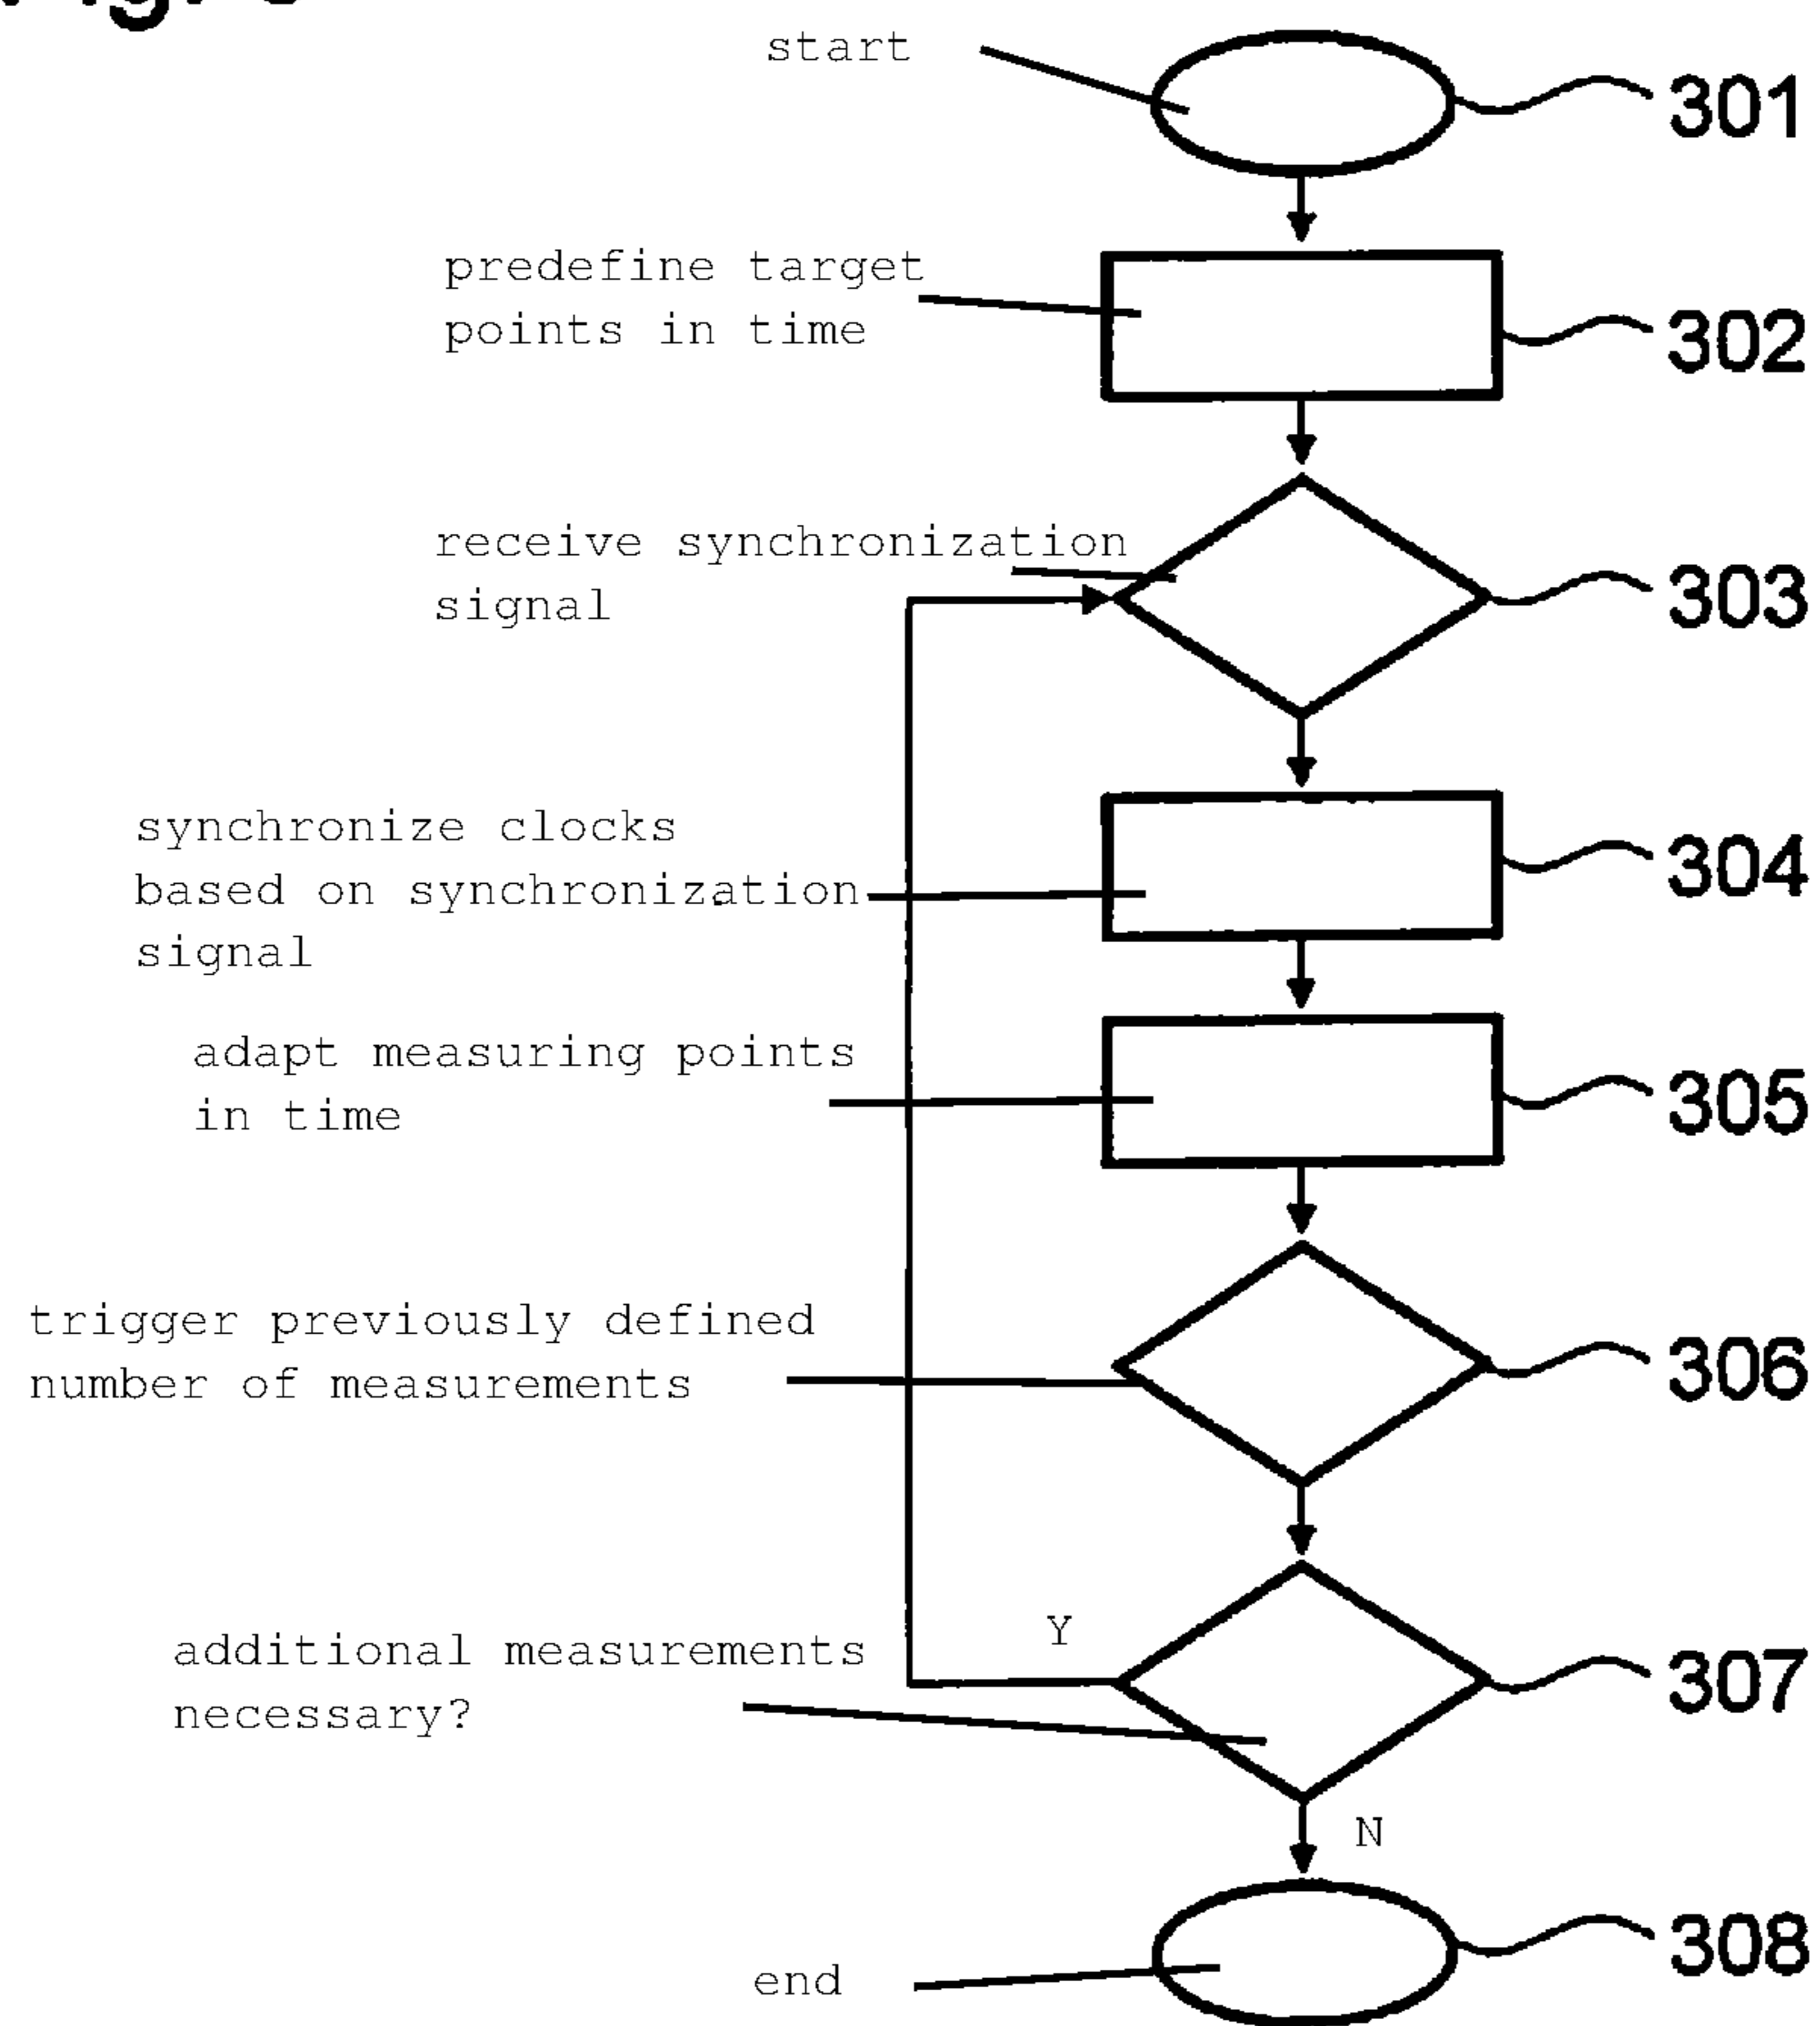 start
301
predefine target
points in time
302
receive synchronization
signal
303
synchronize clocks
based on synchronization
signal
304
adapt measuring points
in time
305
trigger previously defined
number of measurements
306
additional measurements
necessary?
Y
307
N
end
308